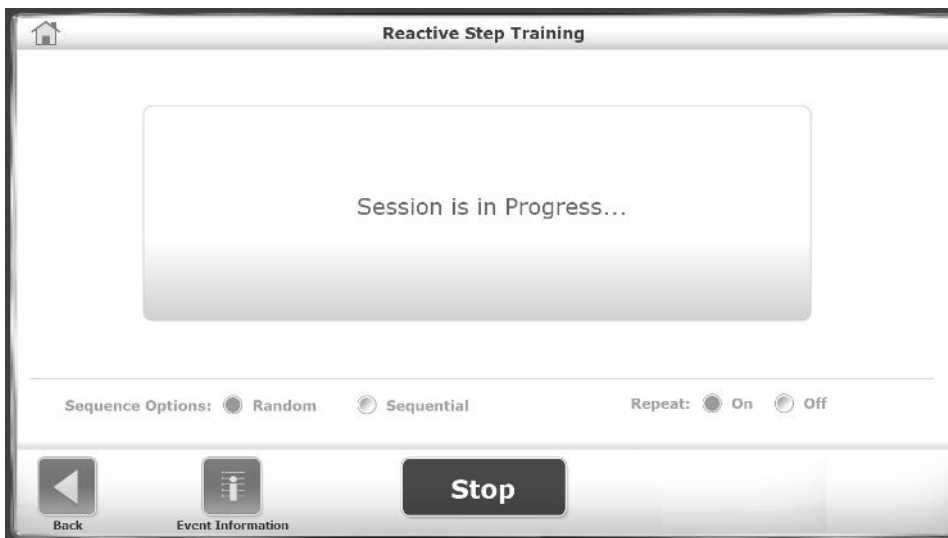 Reactive Step Training
Session is in Progress...
Sequence Options: Random Sequential Repeat: On Off
Stop
Back Event Information